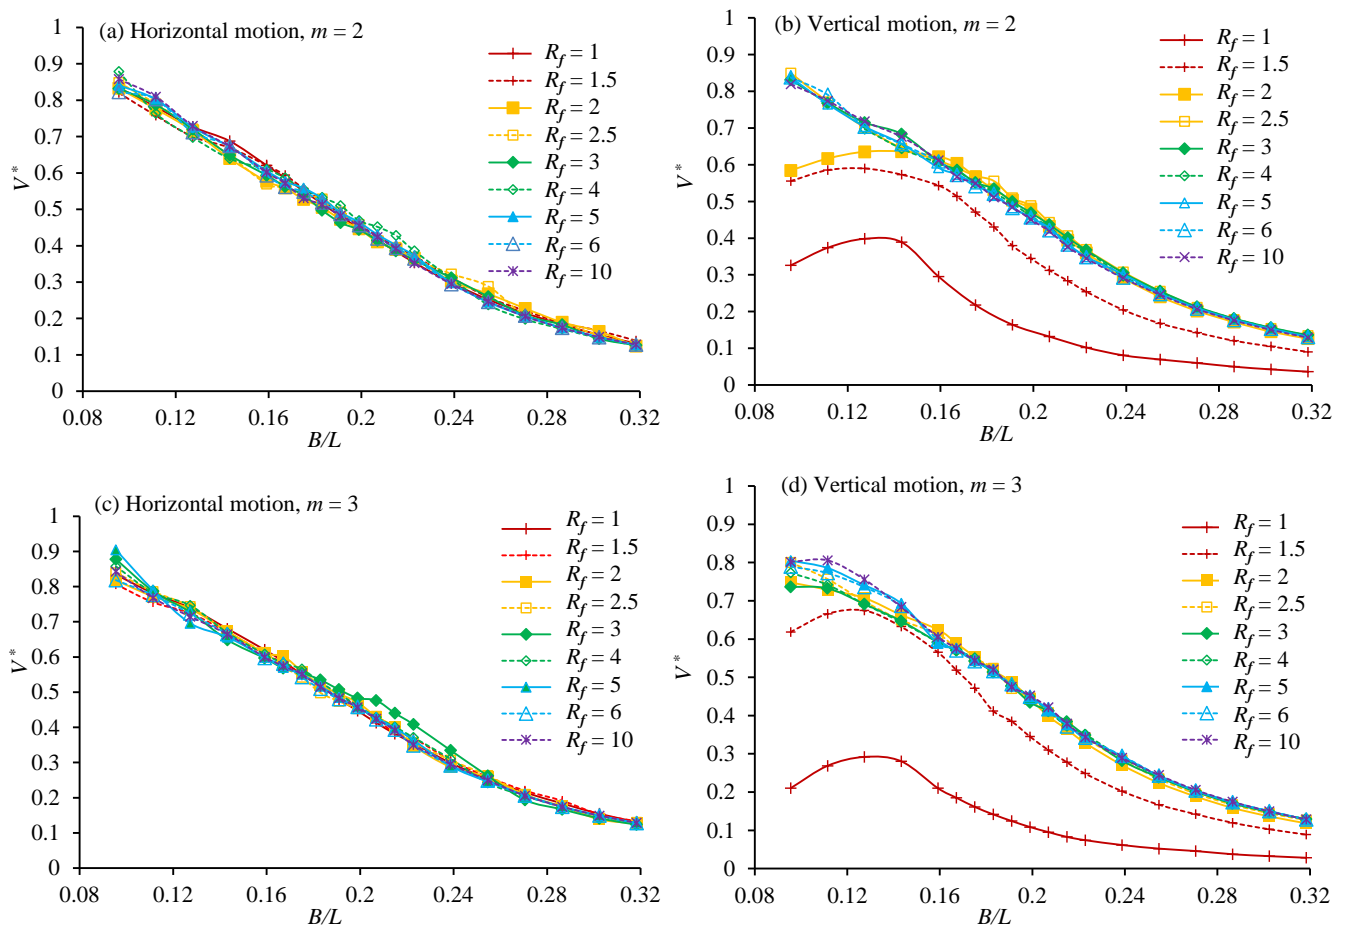 (a) Horizontal motion, m = 2
1
0.9
0.8
0.7
0.6
0.5
0.4
0.3
0.2
0.1
0
V*
0.08 0.12 0.16 0.2 0.24 0.28 0.32
B/L
Rf = 1
Rf = 1.5
Rf = 2
Rf = 2.5
Rf = 3
Rf = 4
Rf = 5
Rf = 6
Rf = 10
(b) Vertical motion, m = 2
1
0.9
0.8
0.7
0.6
0.5
0.4
0.3
0.2
0.1
0
V*
0.08 0.12 0.16 0.2 0.24 0.28 0.32
B/L
Rf = 1
Rf = 1.5
Rf = 2
Rf = 2.5
Rf = 3
Rf = 4
Rf = 5
Rf = 6
Rf = 10
(c) Horizontal motion, m = 3
1
0.9
0.8
0.7
0.6
0.5
0.4
0.3
0.2
0.1
0
V*
0.08 0.12 0.16 0.2 0.24 0.28 0.32
B/L
Rf = 1
Rf = 1.5
Rf = 2
Rf = 2.5
Rf = 3
Rf = 4
Rf = 5
Rf = 6
Rf = 10
(d) Vertical motion, m = 3
1
0.9
0.8
0.7
0.6
0.5
0.4
0.3
0.2
0.1
0
V*
0.08 0.12 0.16 0.2 0.24 0.28 0.32
B/L
Rf = 1
Rf = 1.5
Rf = 2
Rf = 2.5
Rf = 3
Rf = 4
Rf = 5
Rf = 6
Rf = 10